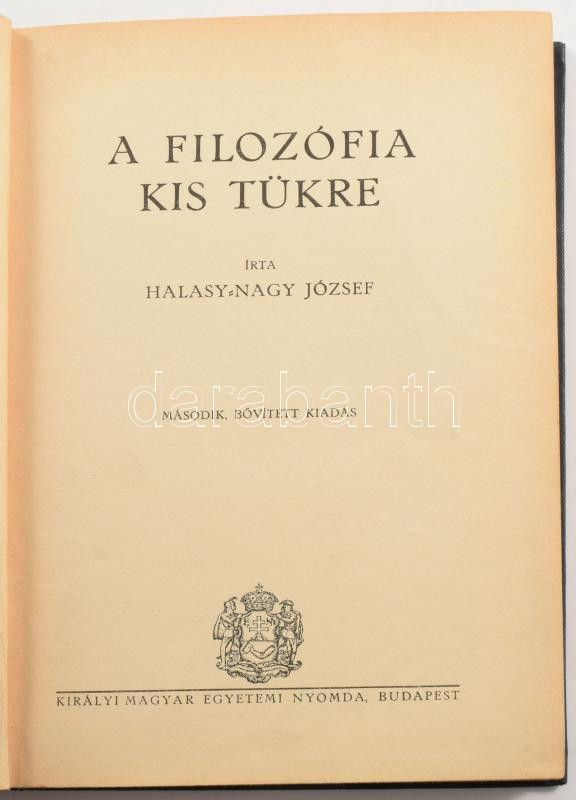 A FILOZÓFIA
KIS TÜKRE
ÍRTA
HALASY-NAGY JÓZSEF
darabanth
MÁSODIK, BŐVÍTETT KIADÁS
KIRÁLYI MAGYAR EGYETEMI NYOMDA, BUDAPEST